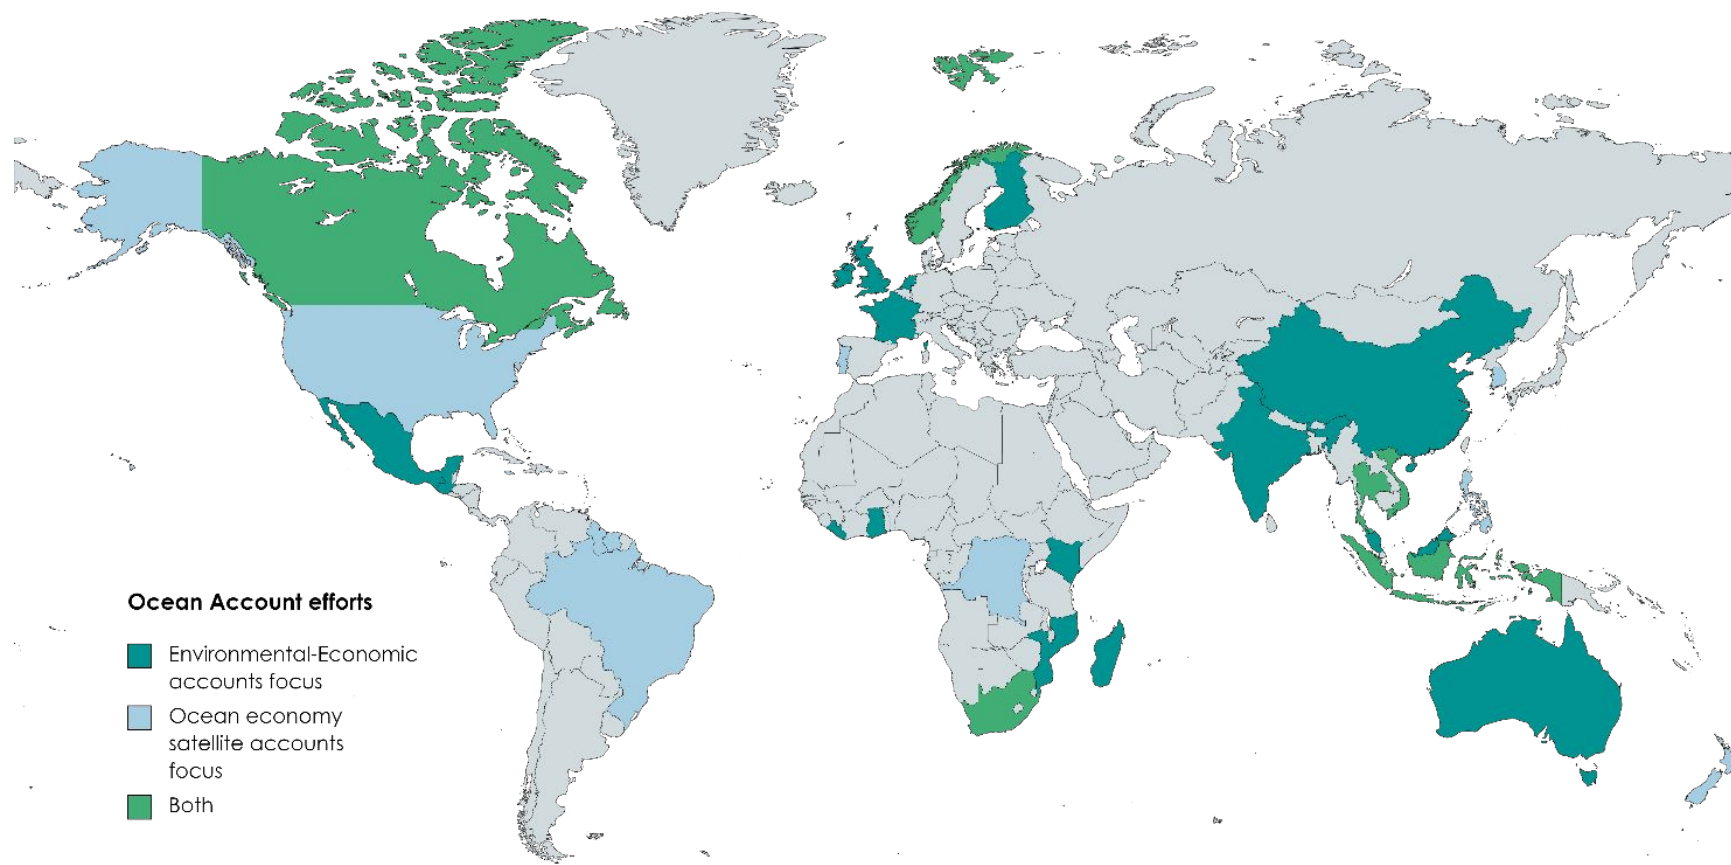 Ocean Account efforts
Environmental-Economic
accounts focus
Ocean economy
satellite accounts
focus
Both